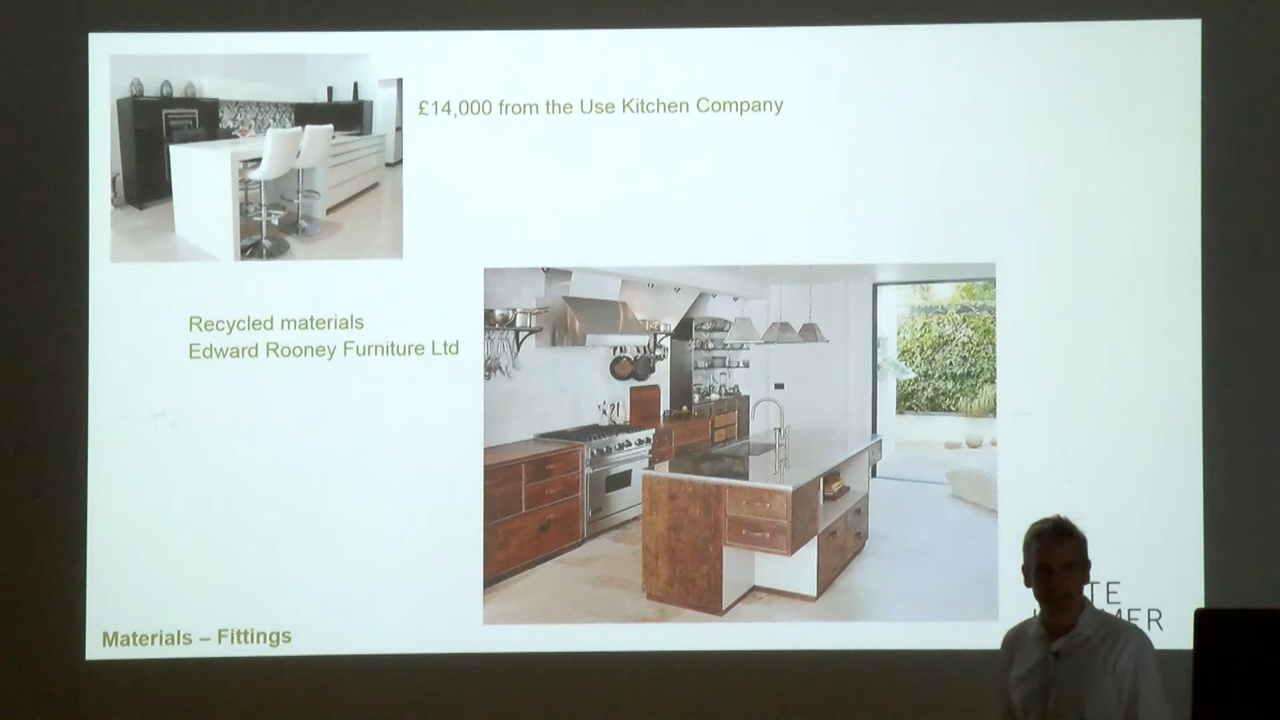 £14,000 from the Use Kitchen Company
Recycled materials
Edward Rooney Furniture Ltd
Materials – Fittings